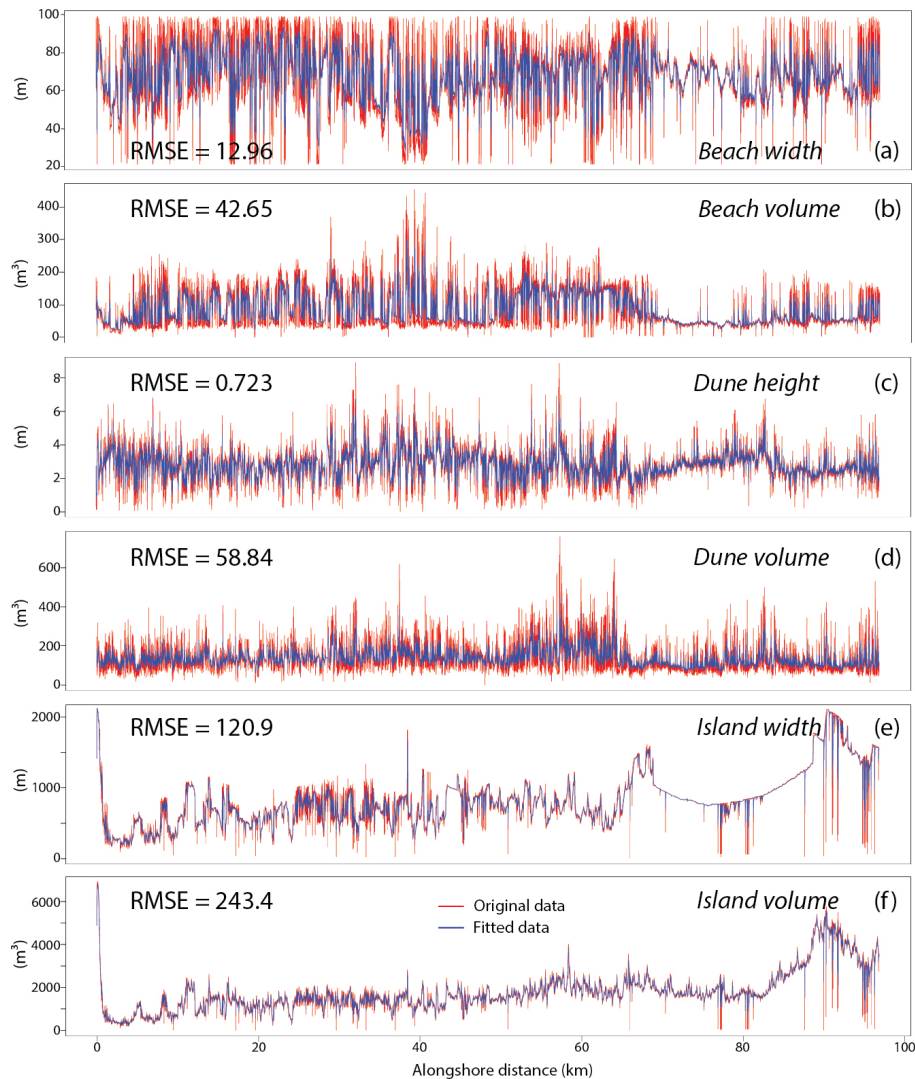 100
80
60
40
20
(m)
RMSE = 12.96
Beach width
(a)
400
300
200
100
0
(m³)
RMSE = 42.65
Beach volume
(b)
8
6
4
2
0
(m)
RMSE = 0.723
Dune height
(c)
600
400
200
0
(m³)
RMSE = 58.84
Dune volume
(d)
2000
1000
0
(m)
RMSE = 120.9
Island width
(e)
6000
4000
2000
0
(m³)
RMSE = 243.4
Island volume
(f)
Original data
Fitted data
0 20 40 60 80 100
Alongshore distance (km)